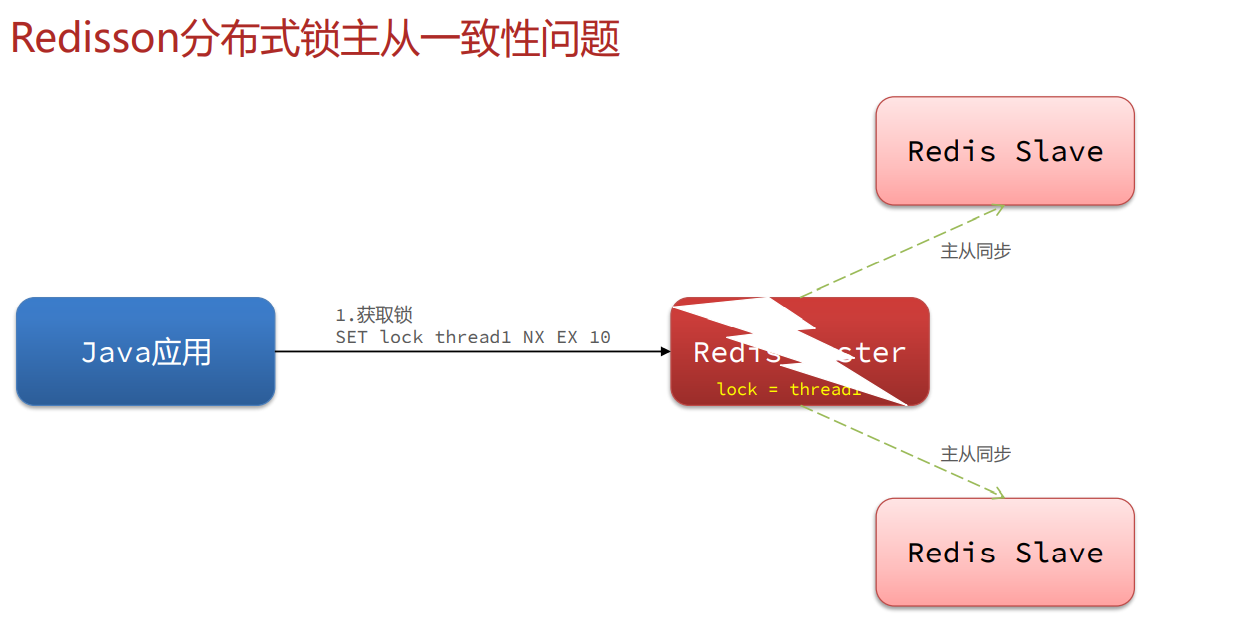 Redisson分布式锁主从一致性问题
Redis Slave
主从同步
1.获取锁
SET lock thread1 NX EX 10
Java应用
Redis ster
lock = thread1
主从同步
Redis Slave